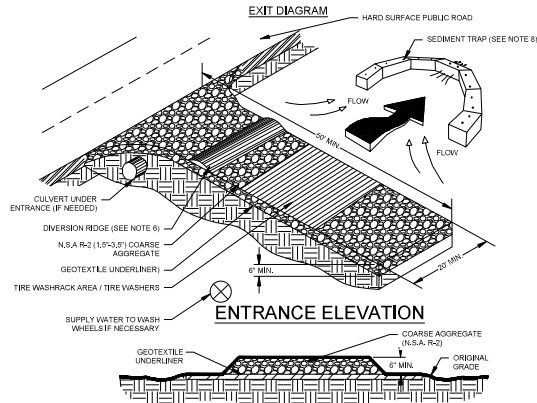 EXIT DIAGRAM
HARD SURFACE PUBLIC ROAD
SEDIMENT TRAP (SEE NOTE 8)
FLOW
50' MIN.
FLOW
CULVERT UNDER
ENTRANCE (IF NEEDED)
DIVERSION RIDGE (SEE NOTE 6)
N.S.A R-2 (1.5"-3.5") COARSE
AGGREGATE
GEOTEXTILE UNDERLINER)
TIRE WASHRACK AREA / TIRE WASHERS
6" MIN.
20' MIN.
SUPPLY WATER TO WASH
WHEELS IF NECESSARY
ENTRANCE ELEVATION
COARSE AGGREGATE
(N.S.A. R-2)
GEOTEXTILE
UNDERLINER
6" MIN.
ORIGINAL
GRADE